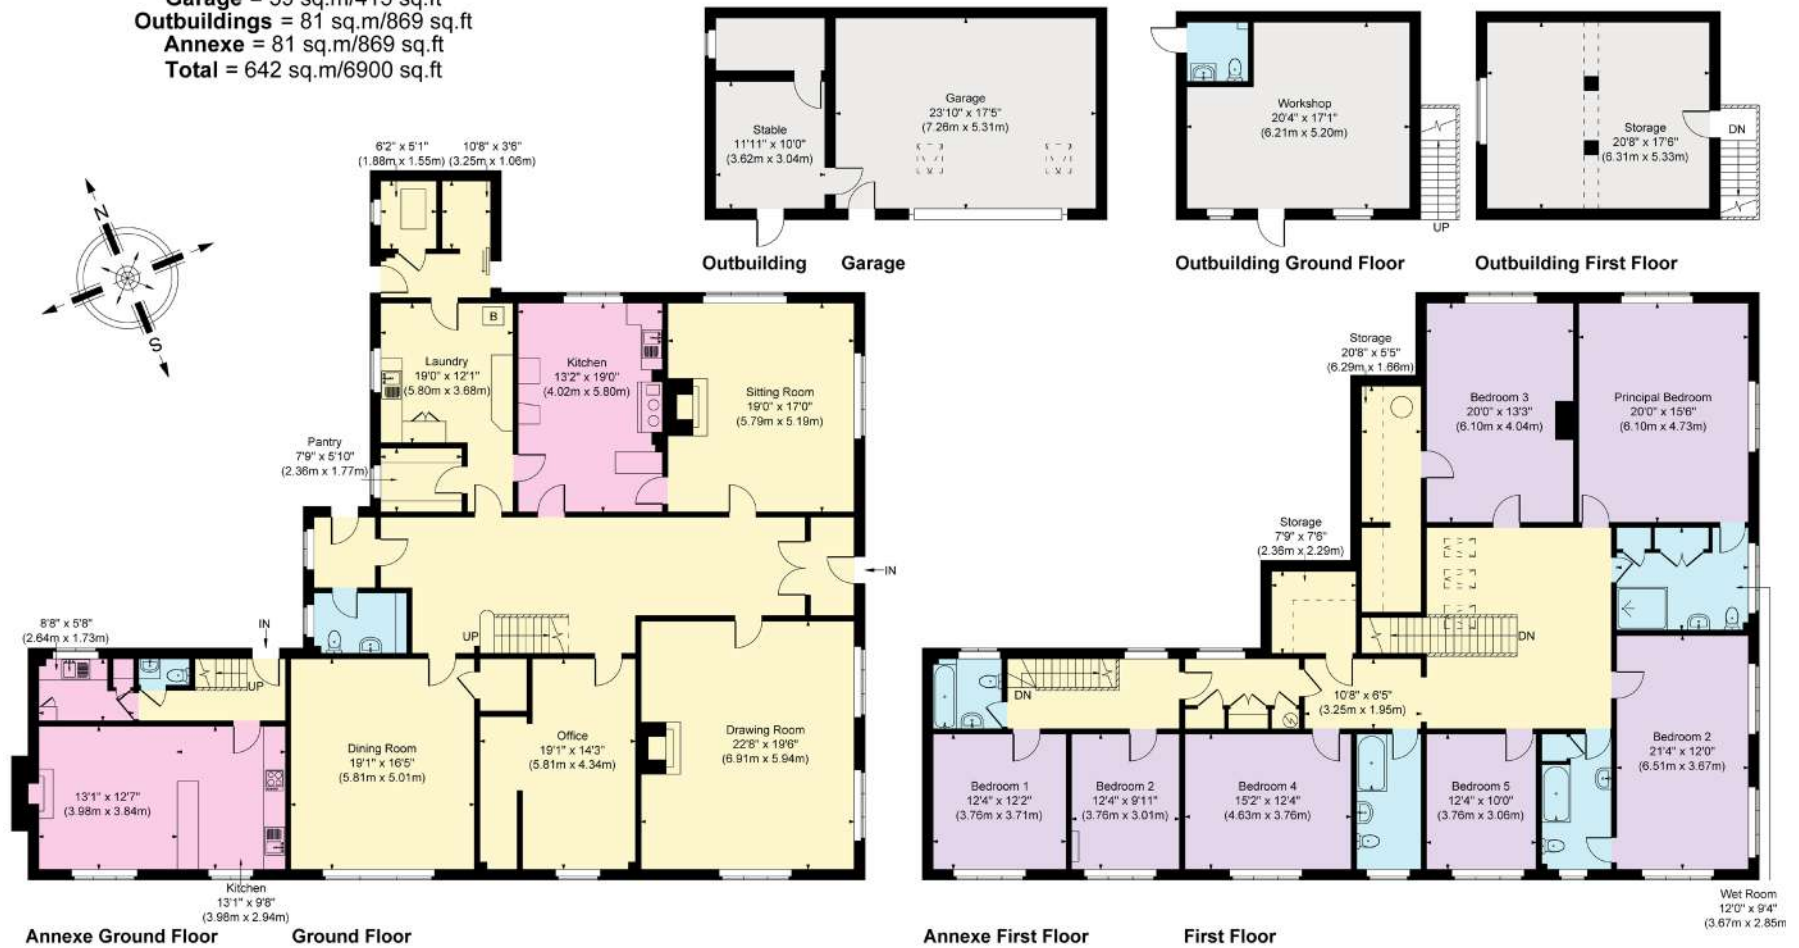 Garage = 39 sq.m/415 sq.ft
Outbuildings = 81 sq.m/869 sq.ft
Annexe = 81 sq.m/869 sq.ft
Total = 642 sq.m/6900 sq.ft
N
S
Stable
11'11" x 10'0"
(3.62m x 3.04m)
Garage
23'10" x 17'5"
(7.26m x 5.31m)
Outbuilding
Garage
Workshop
20'4" x 17'1"
(6.21m x 5.20m)
UP
Outbuilding Ground Floor
Storage
20'8" x 17'6"
(6.31m x 5.33m)
DN
Outbuilding First Floor
6'2" x 5'1"
(1.88m x 1.55m)
10'8" x 3'6"
(3.25m x 1.06m)
B
Laundry
19'0" x 12'1"
(5.80m x 3.68m)
Kitchen
13'2" x 19'0"
(4.02m x 5.80m)
Sitting Room
19'0" x 17'0"
(5.79m x 5.19m)
Pantry
7'9" x 5'10"
(2.36m x 1.77m)
IN
UP
8'8" x 5'8"
(2.64m x 1.73m)
IN
UP
13'1" x 12'7"
(3.98m x 3.84m)
Kitchen
13'1" x 9'8"
(3.98m x 2.94m)
Dining Room
19'1" x 16'5"
(5.81m x 5.01m)
Office
19'1" x 14'3"
(5.81m x 4.34m)
Drawing Room
22'8" x 19'6"
(6.91m x 5.94m)
Annexe Ground Floor
Ground Floor
Storage
20'8" x 5'5"
(6.29m x 1.66m)
Bedroom 3
20'0" x 13'3"
(6.10m x 4.04m)
Principal Bedroom
20'0" x 15'6"
(6.10m x 4.73m)
Storage
7'9" x 7'6"
(2.36m x 2.29m)
DN
DN
10'8" x 6'5"
(3.25m x 1.95m)
Bedroom 1
12'4" x 12'2"
(3.76m x 3.71m)
Bedroom 2
12'4" x 9'11"
(3.76m x 3.01m)
Bedroom 4
15'2" x 12'4"
(4.63m x 3.76m)
Bedroom 5
12'4" x 10'0"
(3.76m x 3.06m)
Bedroom 2
21'4" x 12'0"
(6.51m x 3.67m)
Wet Room
12'0" x 9'4"
(3.67m x 2.85m
Annexe First Floor
First Floor